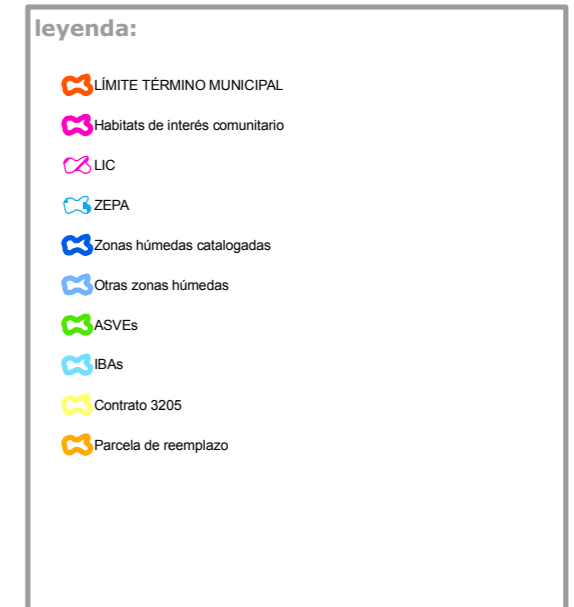 leyenda:
LÍMITE TÉRMINO MUNICIPAL
Habitats de interés comunitario
LIC
ZEPA
Zonas húmedas catalogadas
Otras zonas húmedas
ASVEs
IBAs
Contrato 3205
Parcela de reemplazo